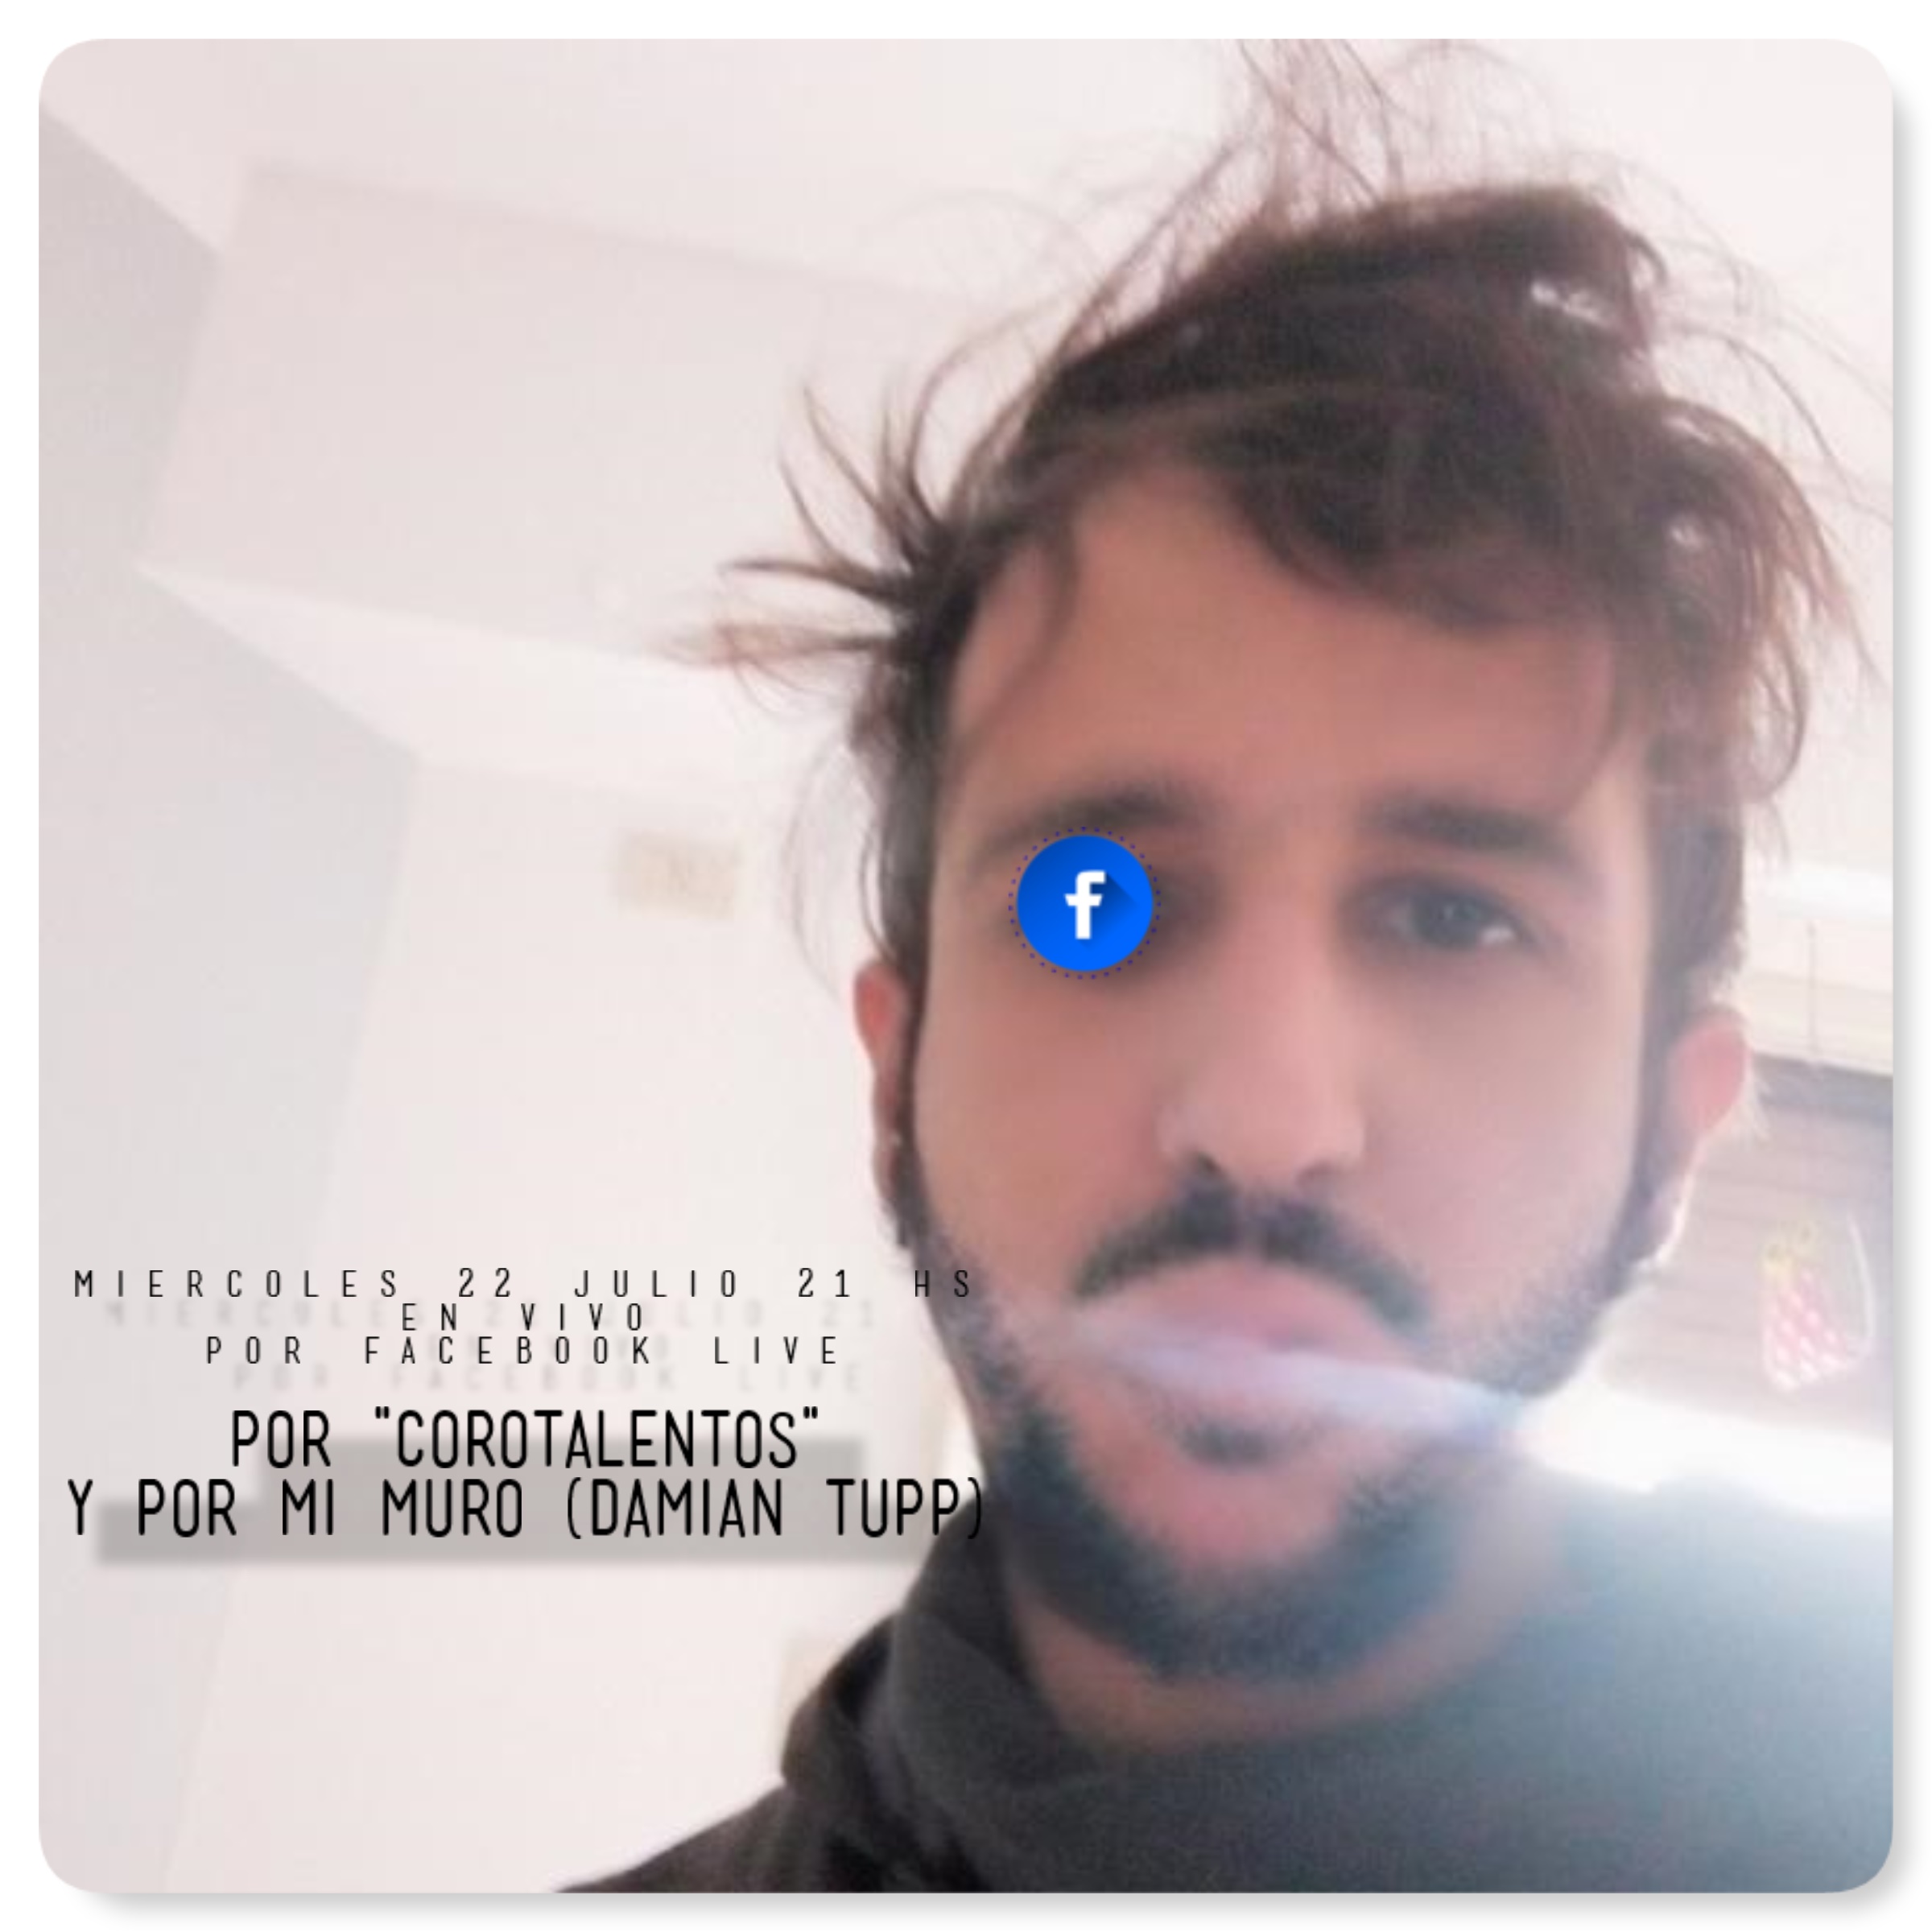 MIERCOLES 22 JULIO 21 HS
EN VIVO
POR FACEBOOK LIVE
POR "COROTALENTOS"
Y POR MI MURO (DAMIAN TUPP)
f